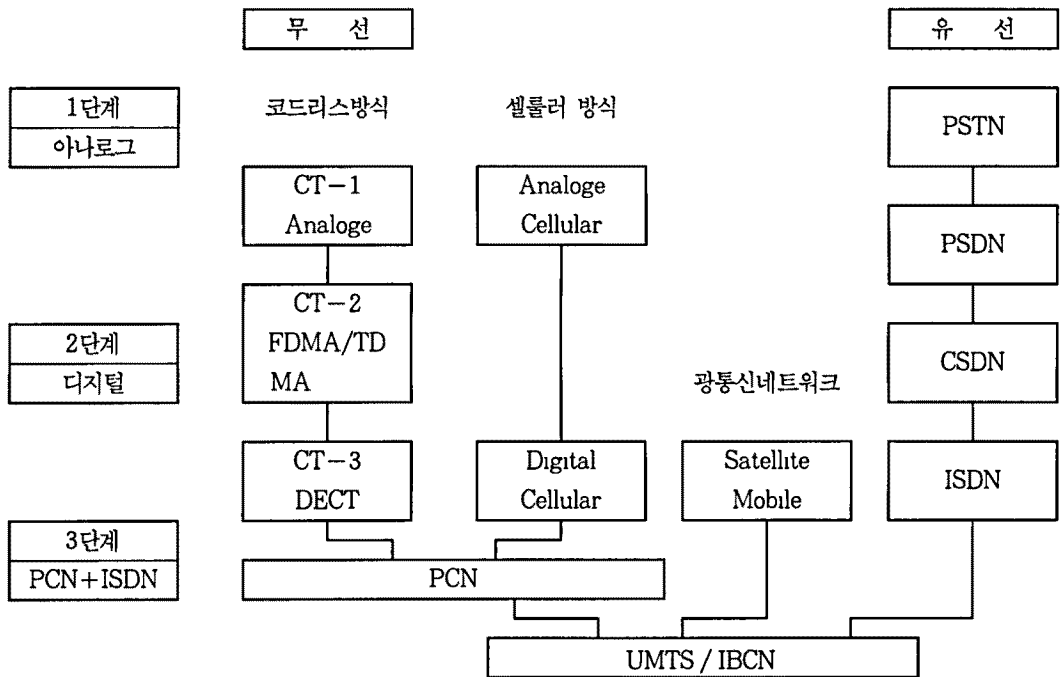 무 선
유 선
1단계
아나로그
코드리스방식
셀룰러 방식
PSTN
CT-1
Analoge
Analoge
Cellular
PSDN
CT-2
FDMA/TD
MA
2단계
디지털
광통신네트워크
CSDN
CT-3
DECT
Digital
Cellular
Satellite
Mobile
ISDN
3단계
PCN+ISDN
PCN
UMTS / IBCN